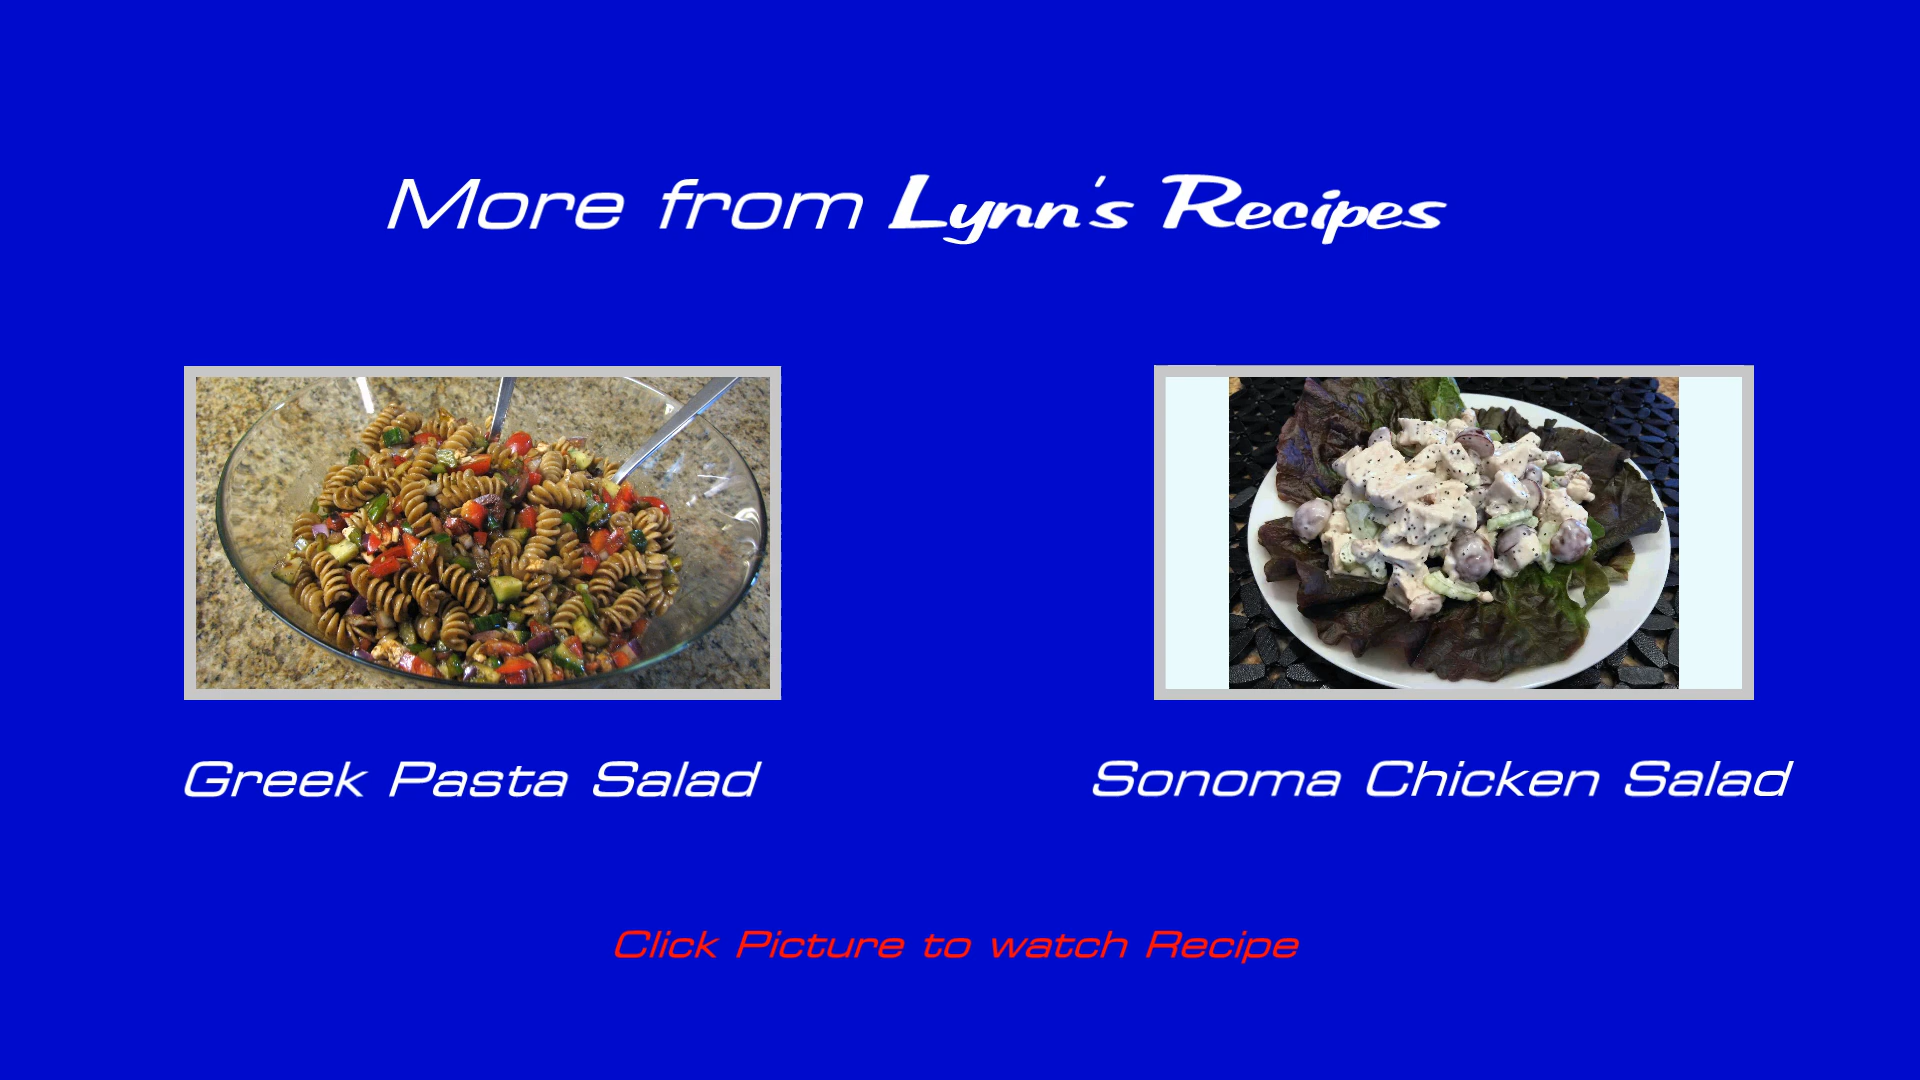 More from Lynn's Recipes
Greek Pasta Salad
Sonoma Chicken Salad
Click Picture to watch Recipe